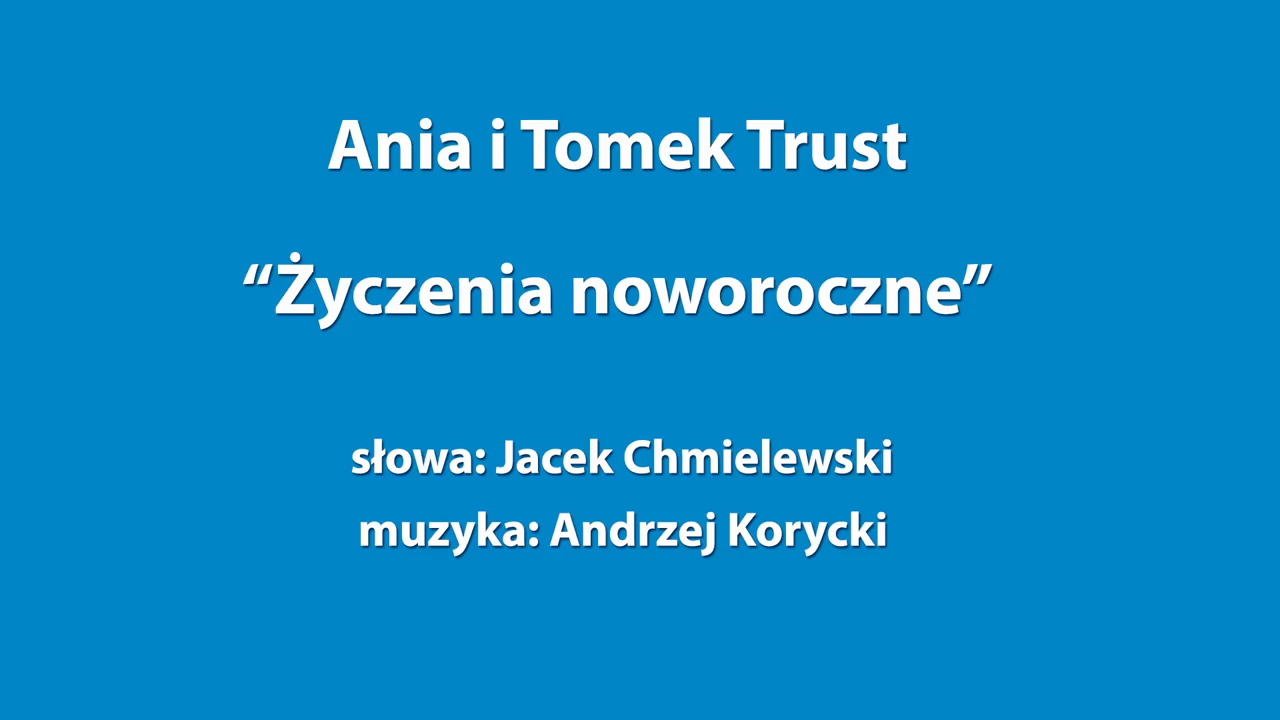 Ania i Tomek Trust
“Życzenia noworoczne”
słowa: Jacek Chmielewski
muzyka: Andrzej Korycki